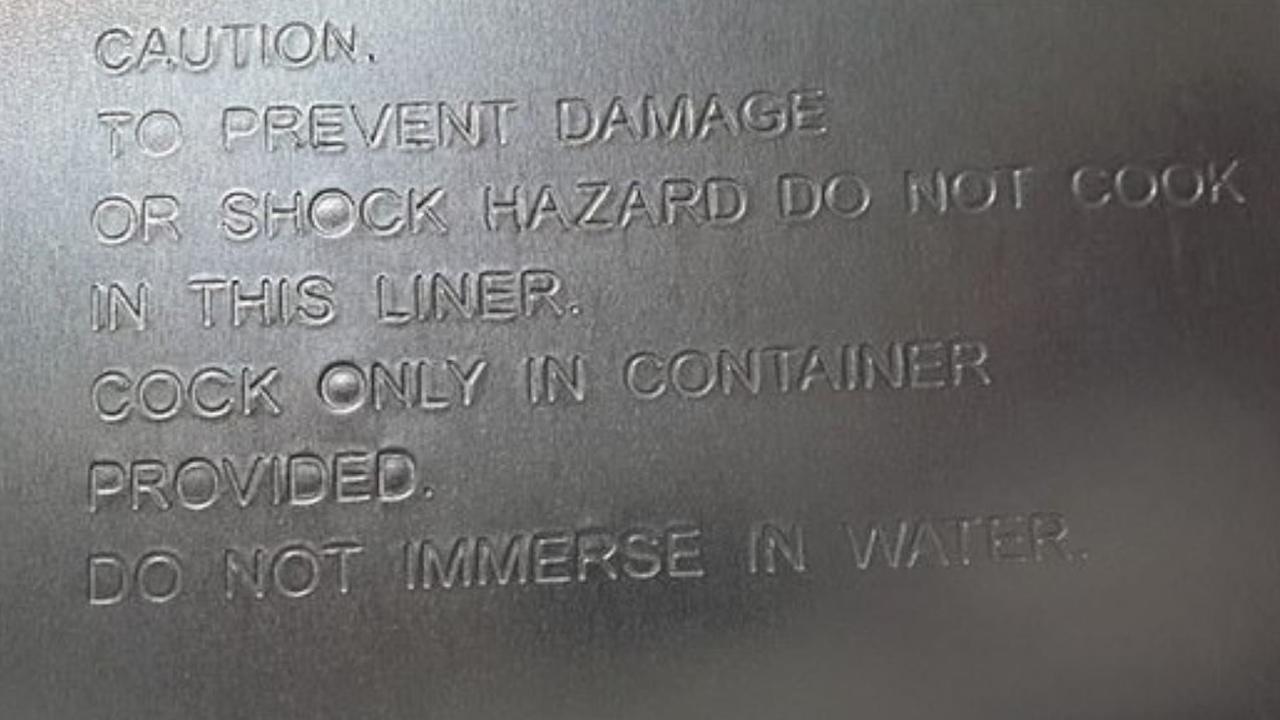 CAUTION.
TO PREVENT DAMAGE
OR SHOCK HAZARD DO NOT COOK
IN THIS LINER.
COCK ONLY IN CONTAINER
PROVIDED.
DO NOT IMMERSE IN WATER.